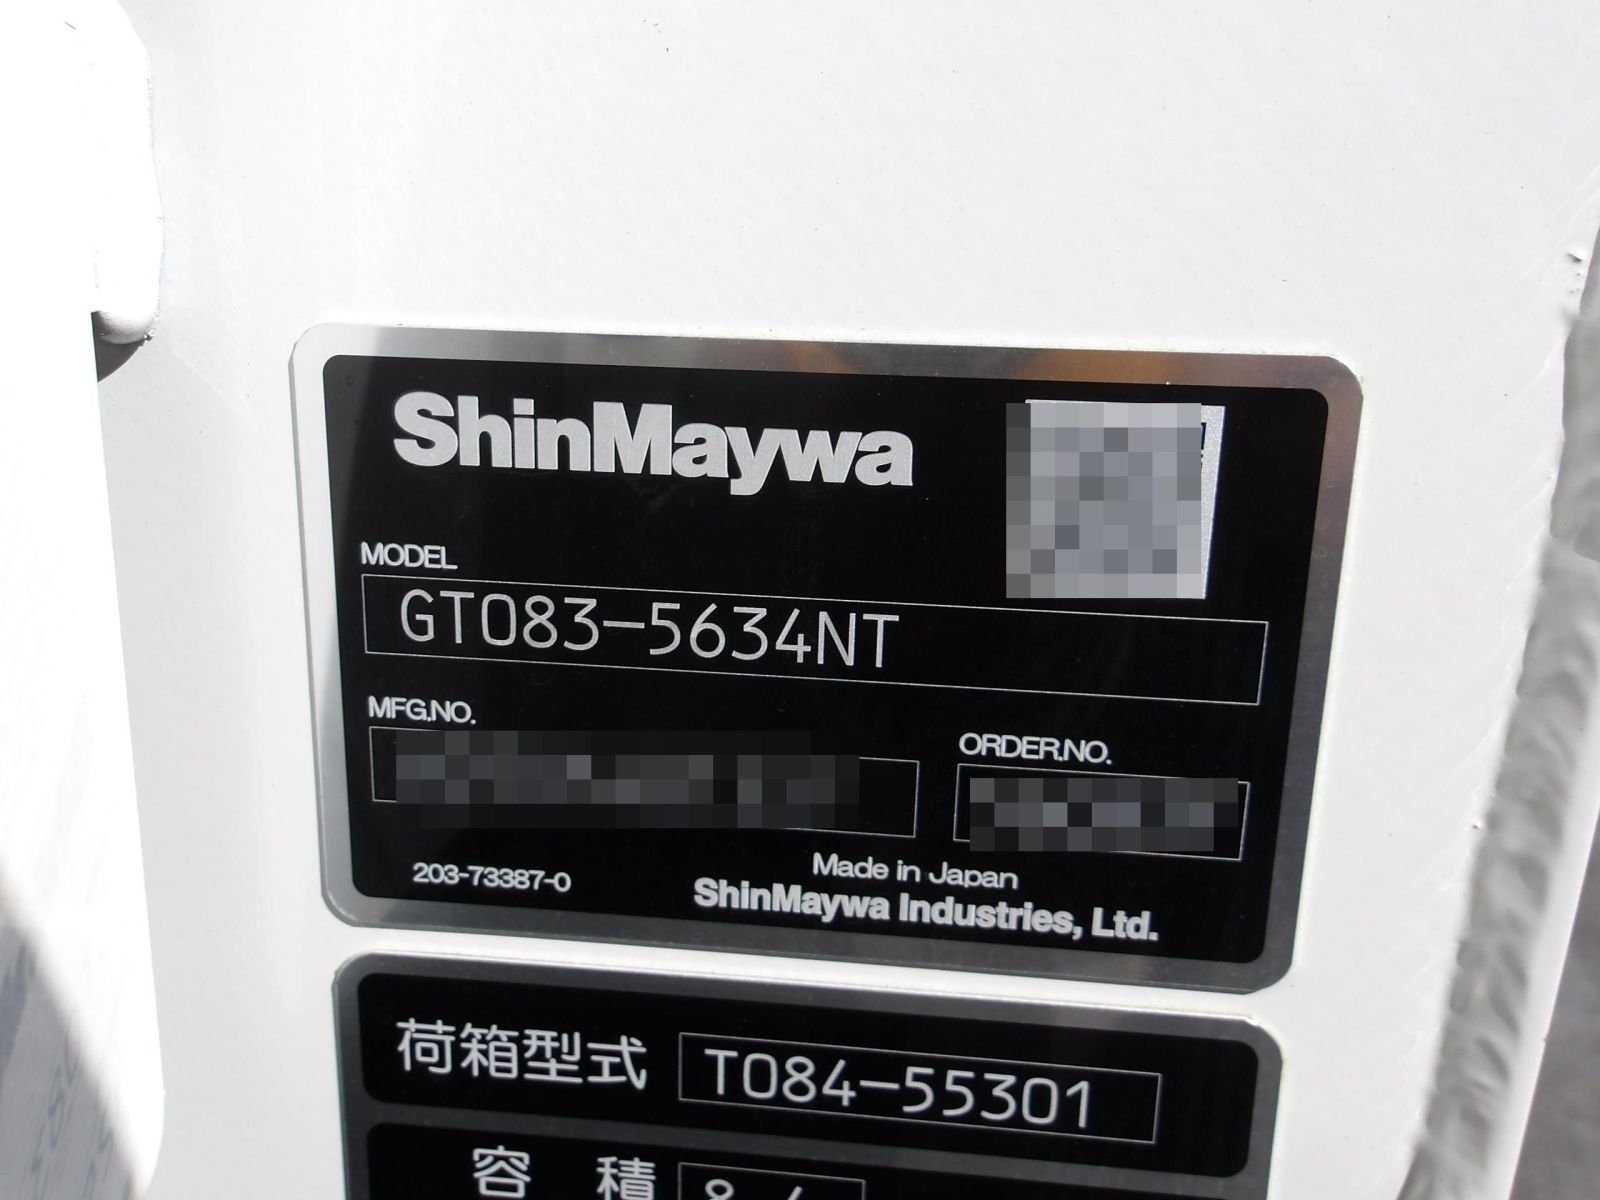 ShinMaywa
MODEL
GT083-5634NT
MFG.NO.
ORDER.NO.
203-73387-0
Made in Japan
ShinMaywa Industries, Ltd.
荷箱型式
T084-55301
容積